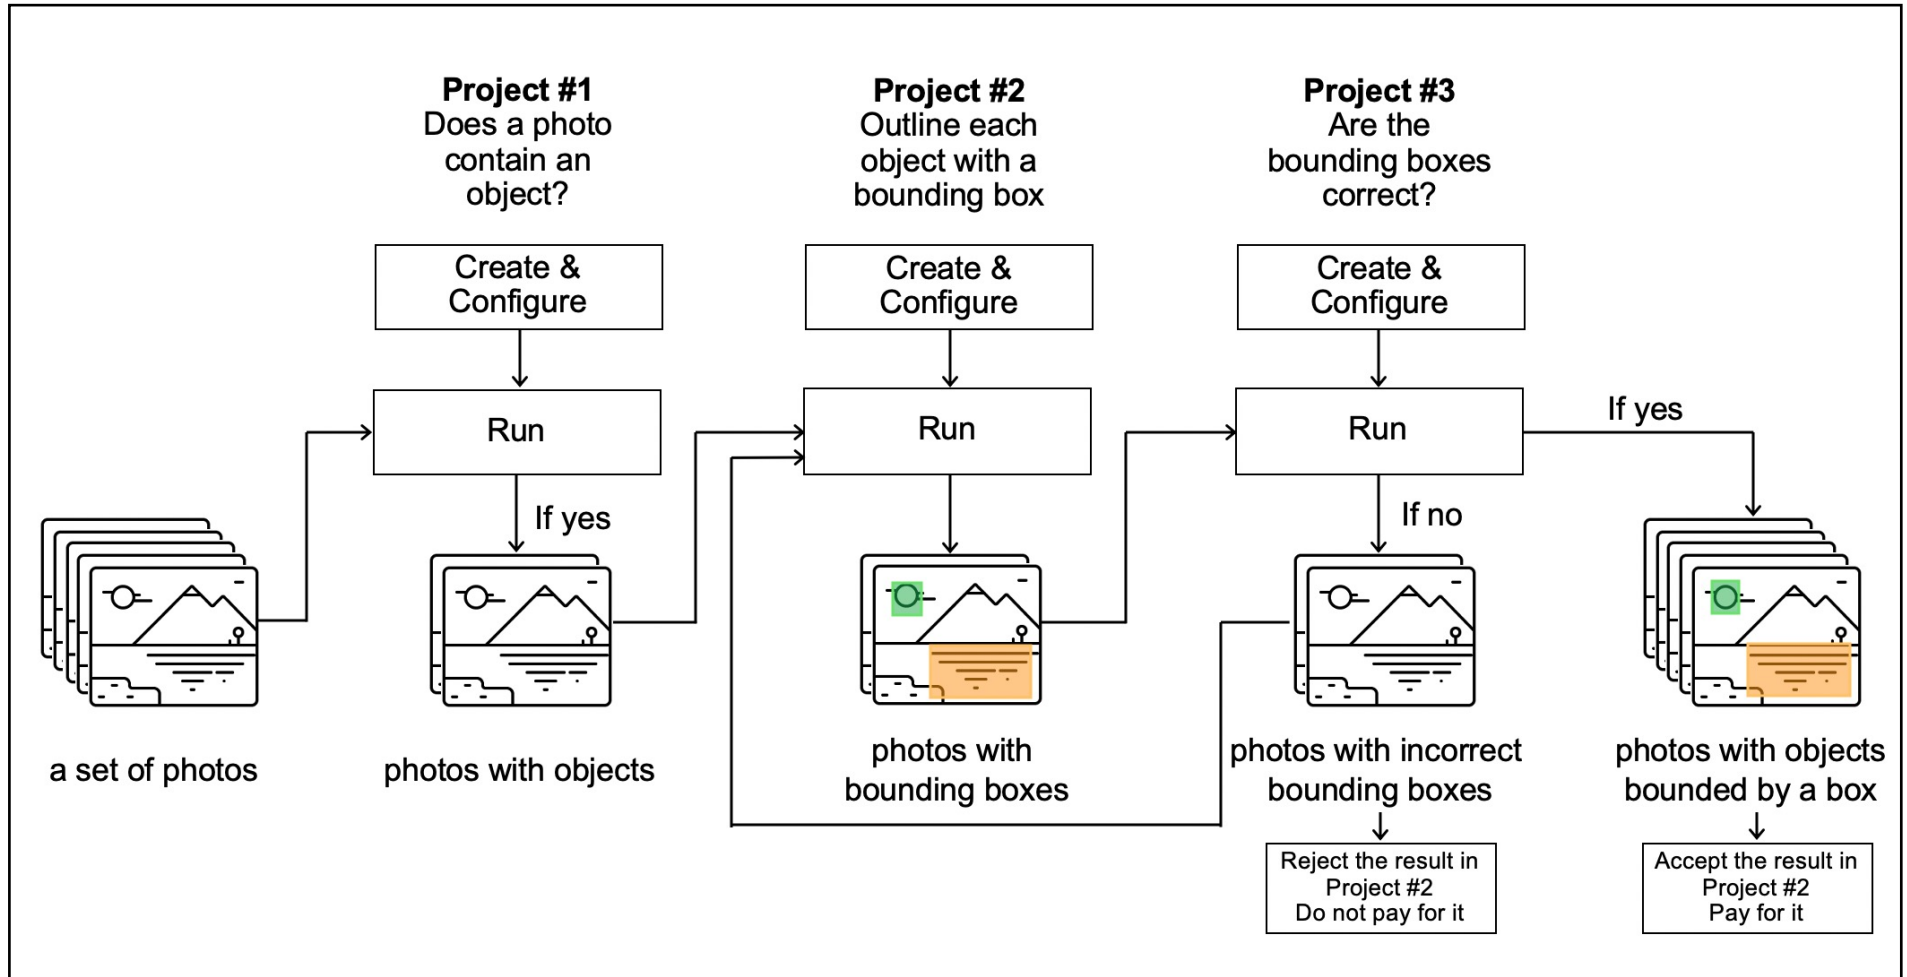 Project #1
Does a photo
contain an
object?
Project #2
Outline each
object with a
bounding box
Project #3
Are the
bounding boxes
correct?
Create &
Configure
Create &
Configure
Create &
Configure
Run
Run
Run
If yes
If yes
If no
a set of photos
photos with objects
photos with
bounding boxes
photos with incorrect
bounding boxes
photos with objects
bounded by a box
Reject the result in
Project #2
Do not pay for it
Accept the result in
Project #2
Pay for it